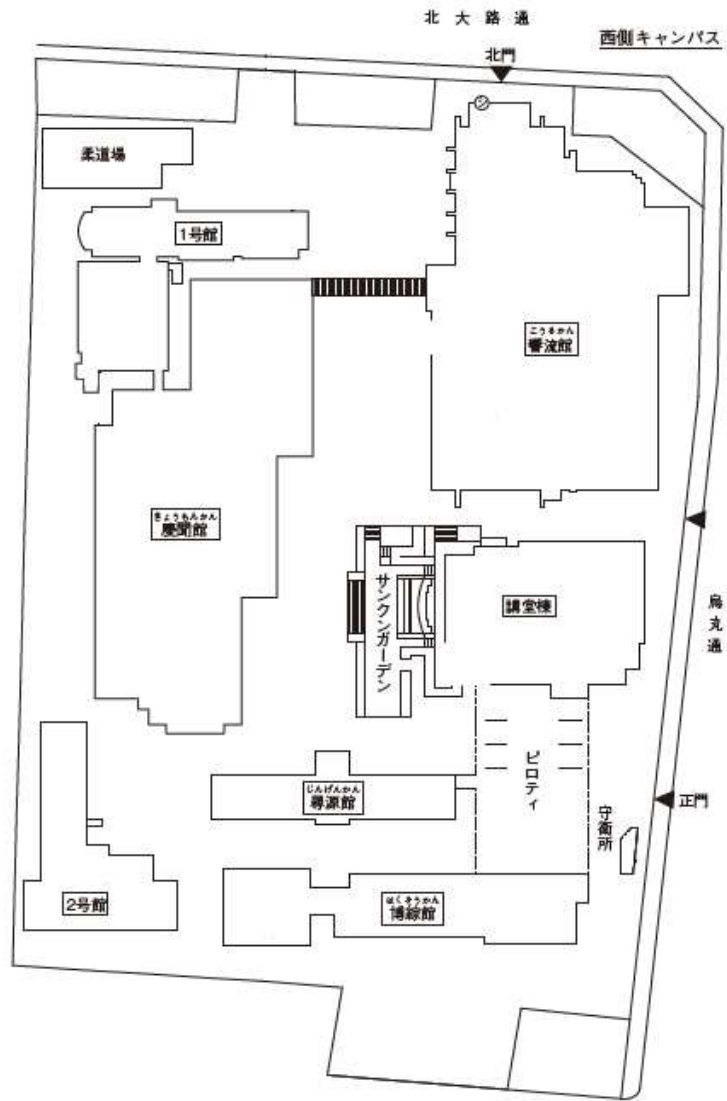 北大路通
西側キャンパス
北門
シ
柔道場
1号館
こうるかん
響流館
きょうもんかん
慶聞館
サンクンガーデン
講堂棟
烏丸通
ピロティ
じんげんかん
尋源館
正門
守衛所
2号館
はくそうかん
博綜館